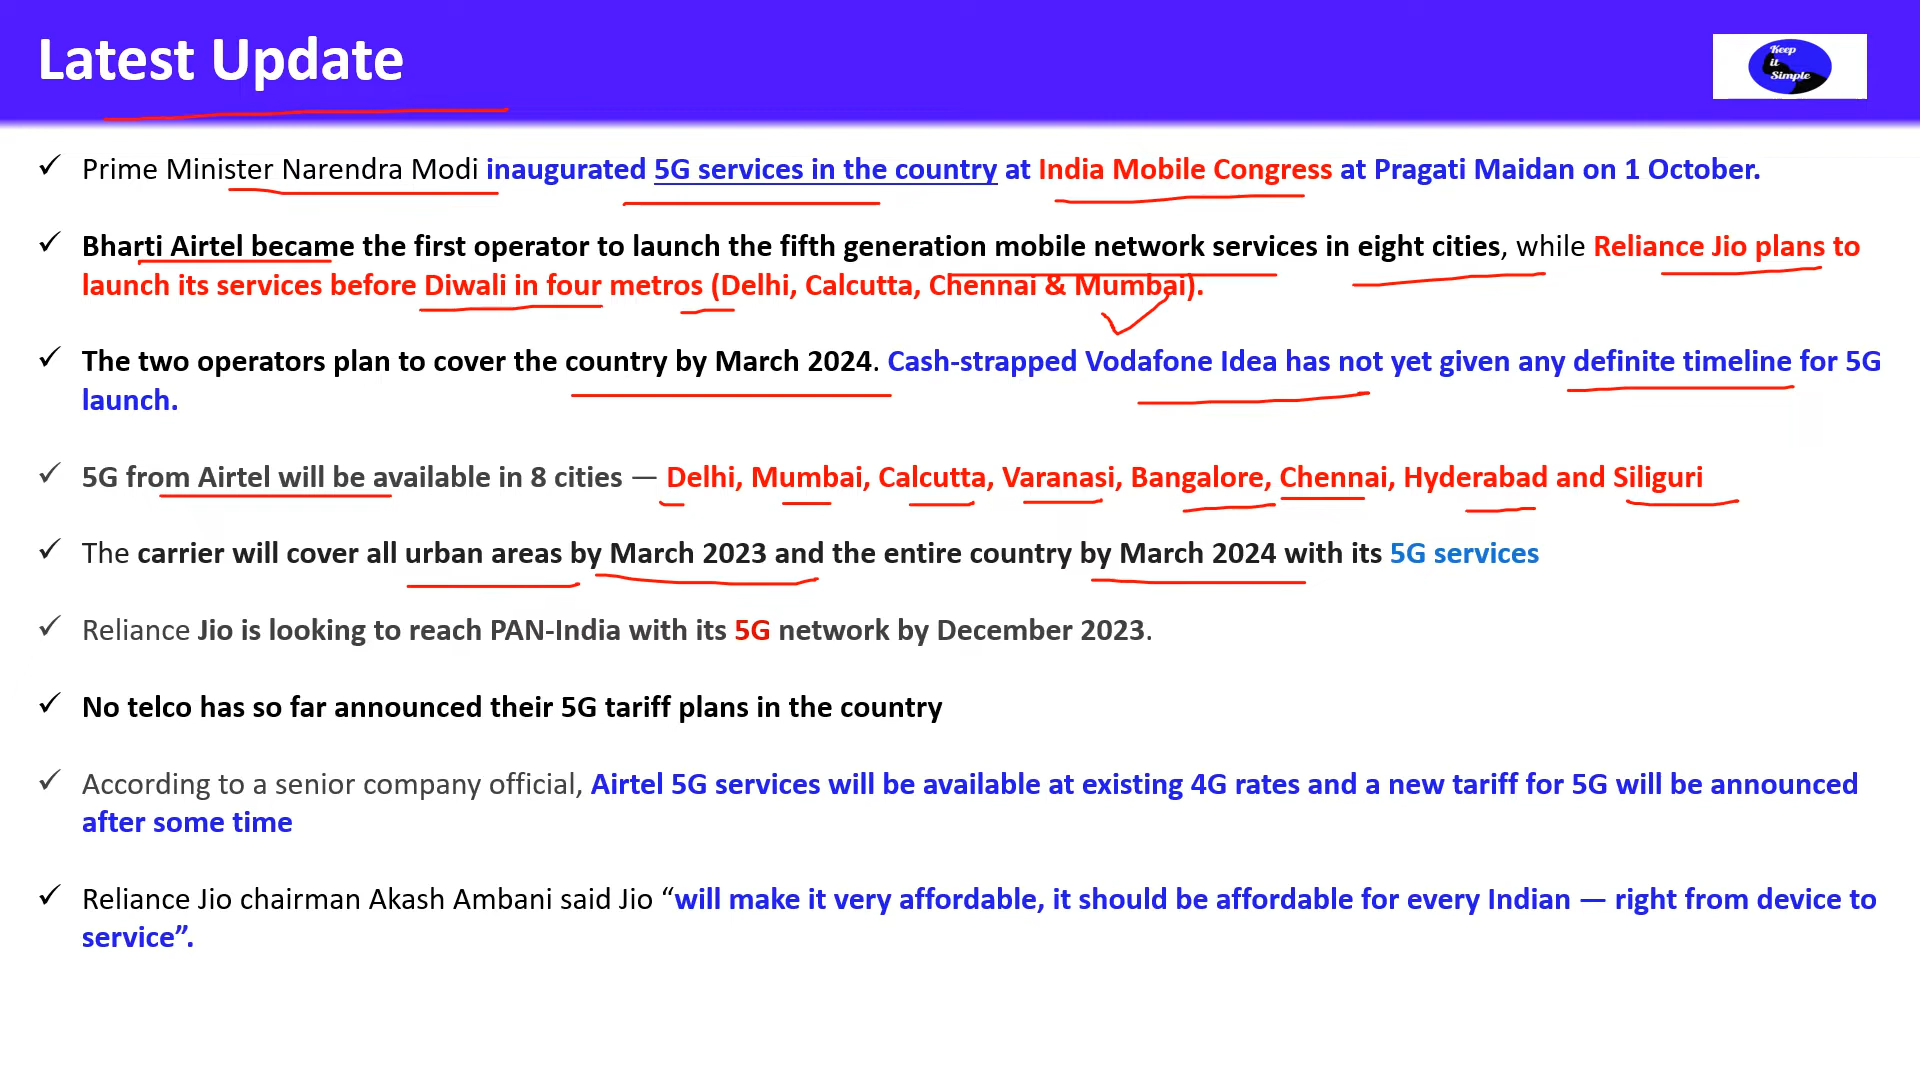 Latest Update
Keep
it
Simple
✓ Prime Minister Narendra Modi inaugurated 5G services in the country at India Mobile Congress at Pragati Maidan on 1 October.
✓ Bharti Airtel became the first operator to launch the fifth generation mobile network services in eight cities, while Reliance Jio plans to
launch its services before Diwali in four metros (Delhi, Calcutta, Chennai & Mumbai).
✓ The two operators plan to cover the country by March 2024. Cash-strapped Vodafone Idea has not yet given any definite timeline for 5G
launch.
✓ 5G from Airtel will be available in 8 cities — Delhi, Mumbai, Calcutta, Varanasi, Bangalore, Chennai, Hyderabad and Siliguri
✓ The carrier will cover all urban areas by March 2023 and the entire country by March 2024 with its 5G services
✓ Reliance Jio is looking to reach PAN-India with its 5G network by December 2023.
✓ No telco has so far announced their 5G tariff plans in the country
✓ According to a senior company official, Airtel 5G services will be available at existing 4G rates and a new tariff for 5G will be announced
after some time
✓ Reliance Jio chairman Akash Ambani said Jio “will make it very affordable, it should be affordable for every Indian — right from device to
service”.